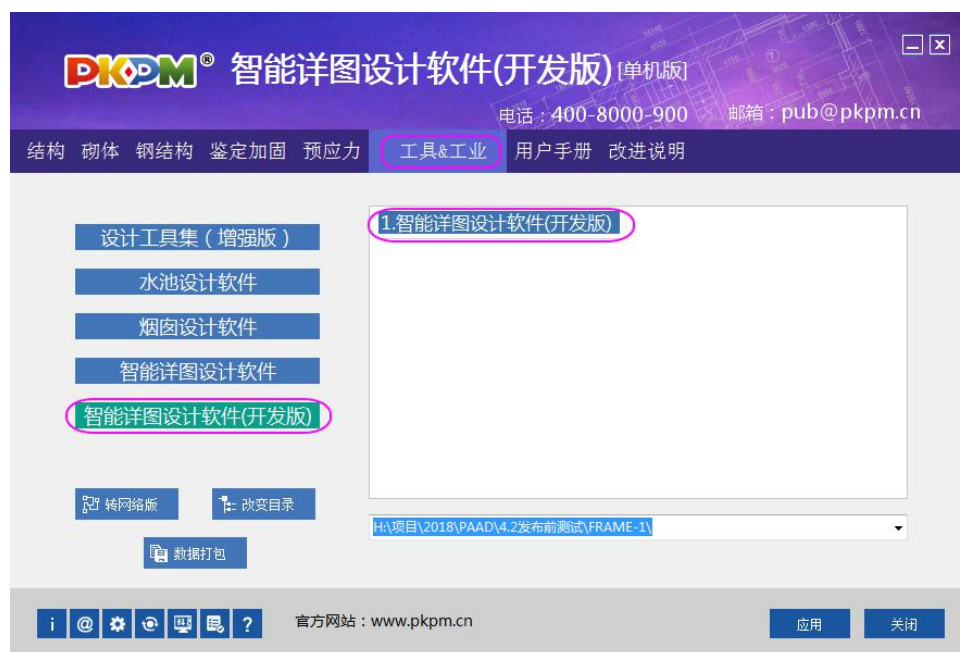 PKPM® 智能详图设计软件(开发版) [单机版]
电话：400-8000-900 邮箱：pub@pkpm.cn
结构 砌体 钢结构 鉴定加固 预应力 工具&工业 用户手册 改进说明
设计工具集（增强版）
水池设计软件
烟囱设计软件
智能详图设计软件
智能详图设计软件(开发版)
1.智能详图设计软件(开发版)
转网络版 改变目录
数据打包
H:\项目\2018\PAAD\4.2发布前测试\FRAME-1\
i @ ?
官方网站：www.pkpm.cn
应用 关闭